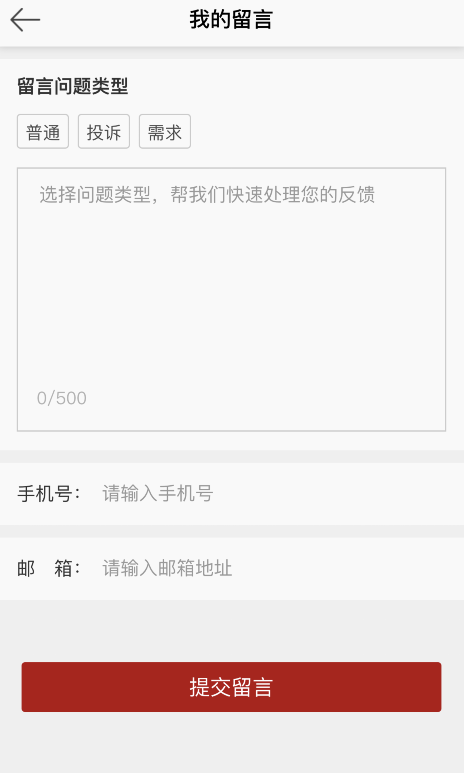 我的留言
留言问题类型
普通 投诉 需求
选择问题类型，帮我们快速处理您的反馈
0/500
手机号： 请输入手机号
邮 箱： 请输入邮箱地址
提交留言